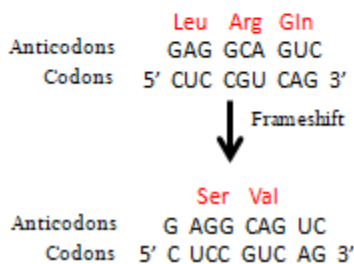 Leu Arg Gln
Anticodons GAG GCA GUC
Codons 5' CUC CGU CAG 3'
Frameshift
Ser Val
Anticodons G AGG CAG UC
Codons 5' C UCC GUC AG 3'